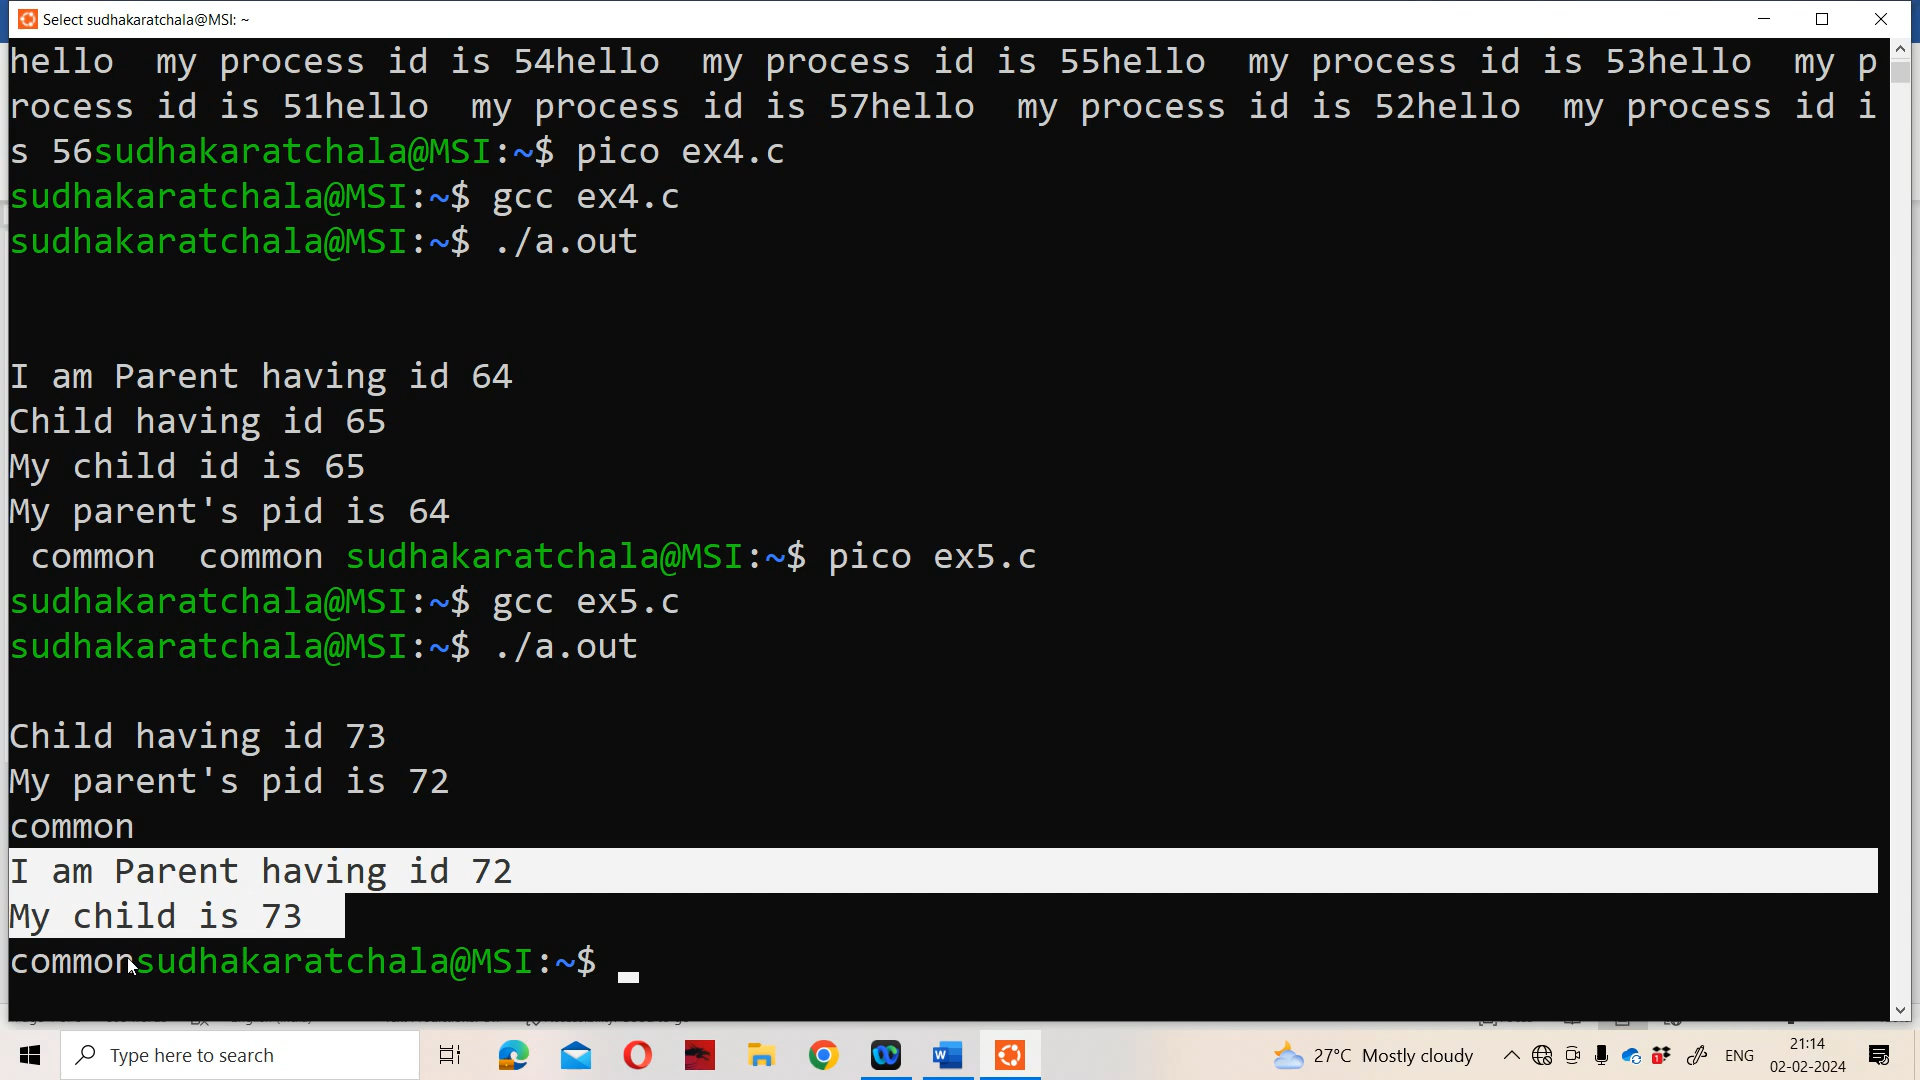 Select sudhakaratchala@MSI: ~
hello  my process id is 54hello  my process id is 55hello  my process id is 53hello  my p
rocess id is 51hello  my process id is 57hello  my process id is 52hello  my process id i
s 56sudhakaratchala@MSI:~$ pico ex4.c
sudhakaratchala@MSI:~$ gcc ex4.c
sudhakaratchala@MSI:~$ ./a.out
I am Parent having id 64
Child having id 65
My child id is 65
My parent's pid is 64
 common  common sudhakaratchala@MSI:~$ pico ex5.c
sudhakaratchala@MSI:~$ gcc ex5.c
sudhakaratchala@MSI:~$ ./a.out
Child having id 73
My parent's pid is 72
common
I am Parent having id 72
My child is 73
commonsudhakaratchala@MSI:~$
Type here to search
27°C Mostly cloudy
ENG
21:14
02-02-2024